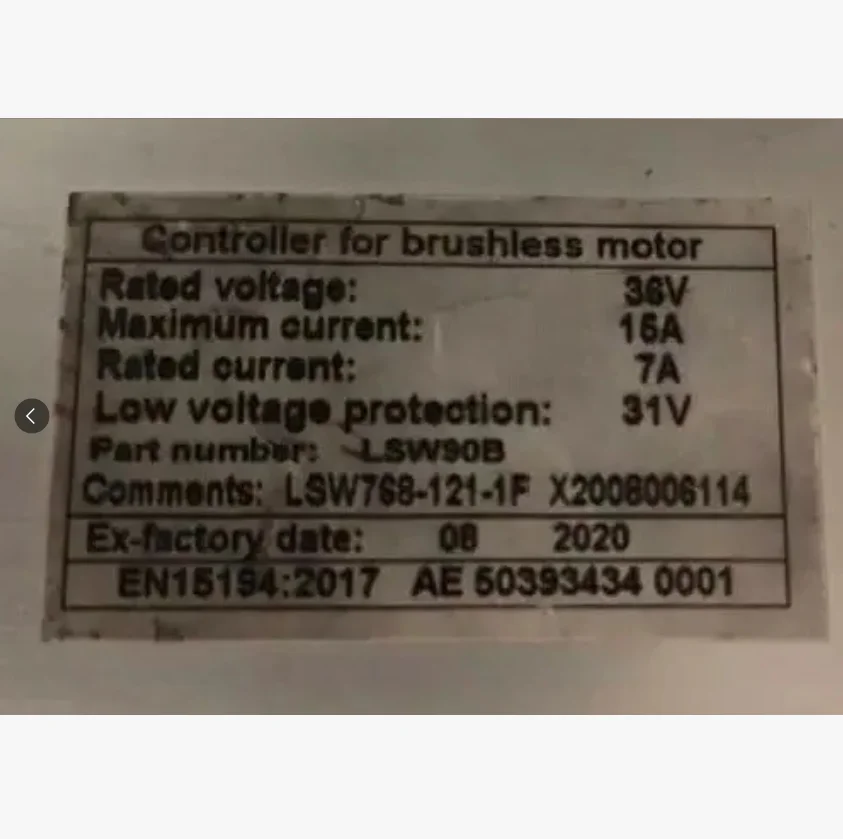 Controller for brushless motor
Rated voltage: 36V
Maximum current: 15A
Rated current: 7A
Low voltage protection: 31V
Part number: LSW90B
Comments: LSW768-121-1F X2008006114
Ex-factory date: 08 2020
EN15194:2017 AE 50393434 0001